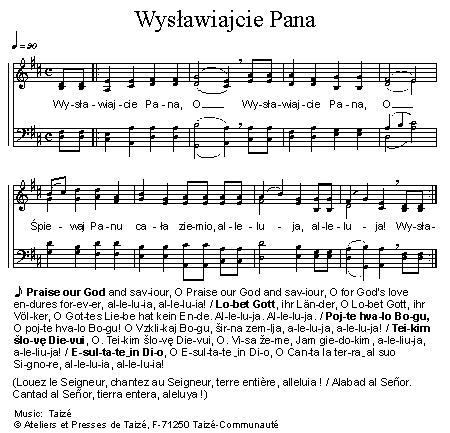 Wysławiajcie Pana
♩ = 90
Wy-sła - wiaj-cie Pa-na, O Wy-sła-wiaj-cie Pa-na, O
Śpie - waj Pa-nu ca-ła zie-mio, al-le - lu - ja, al-le - lu - ja! Wy-sła-
♪ Praise our God and sav-iour, O Praise our God and sav-iour, O for God's love
en-dures for-ev-er, al-le-lu-ia, al-le-lu-ia! / Lo-bet Gott, ihr Län-der, O Lo-bet Gott, ihr
Völ-ker, O Got-tes Lie-be hat kein En-de. Al-le-lu-ja. Al-le-lu-ja. / Poj-te hva-lo Bo-gu,
O poj-te hva-lo Bo-gu! O Vzkli-kaj Bo-gu, šir-na zem-lja, a-le-lu-ja, a-le-lu-ja! / Tei-kim
šlo-vę Die-vui, O. Tei-kim šlo-vę Die-vui, O. Vi-sa že-me, Jam gie-do-kim, a-le-liu-ja,
a-le-liu-ja! / E-sul-ta-te_in Di-o, O E-sul-ta-te_in Di-o, O Can-ta la ter-ra_al suo
Si-gno-re, al-le-lu-ia, al-le-lu-ia!
(Louez le Seigneur, chantez au Seigneur, terre entière, alleluia ! / Alabad al Señor.
Cantad al Señor, tierra entera, aleluya !)
Music: Taizé
© Ateliers et Presses de Taizé, F-71250 Taizé-Communauté